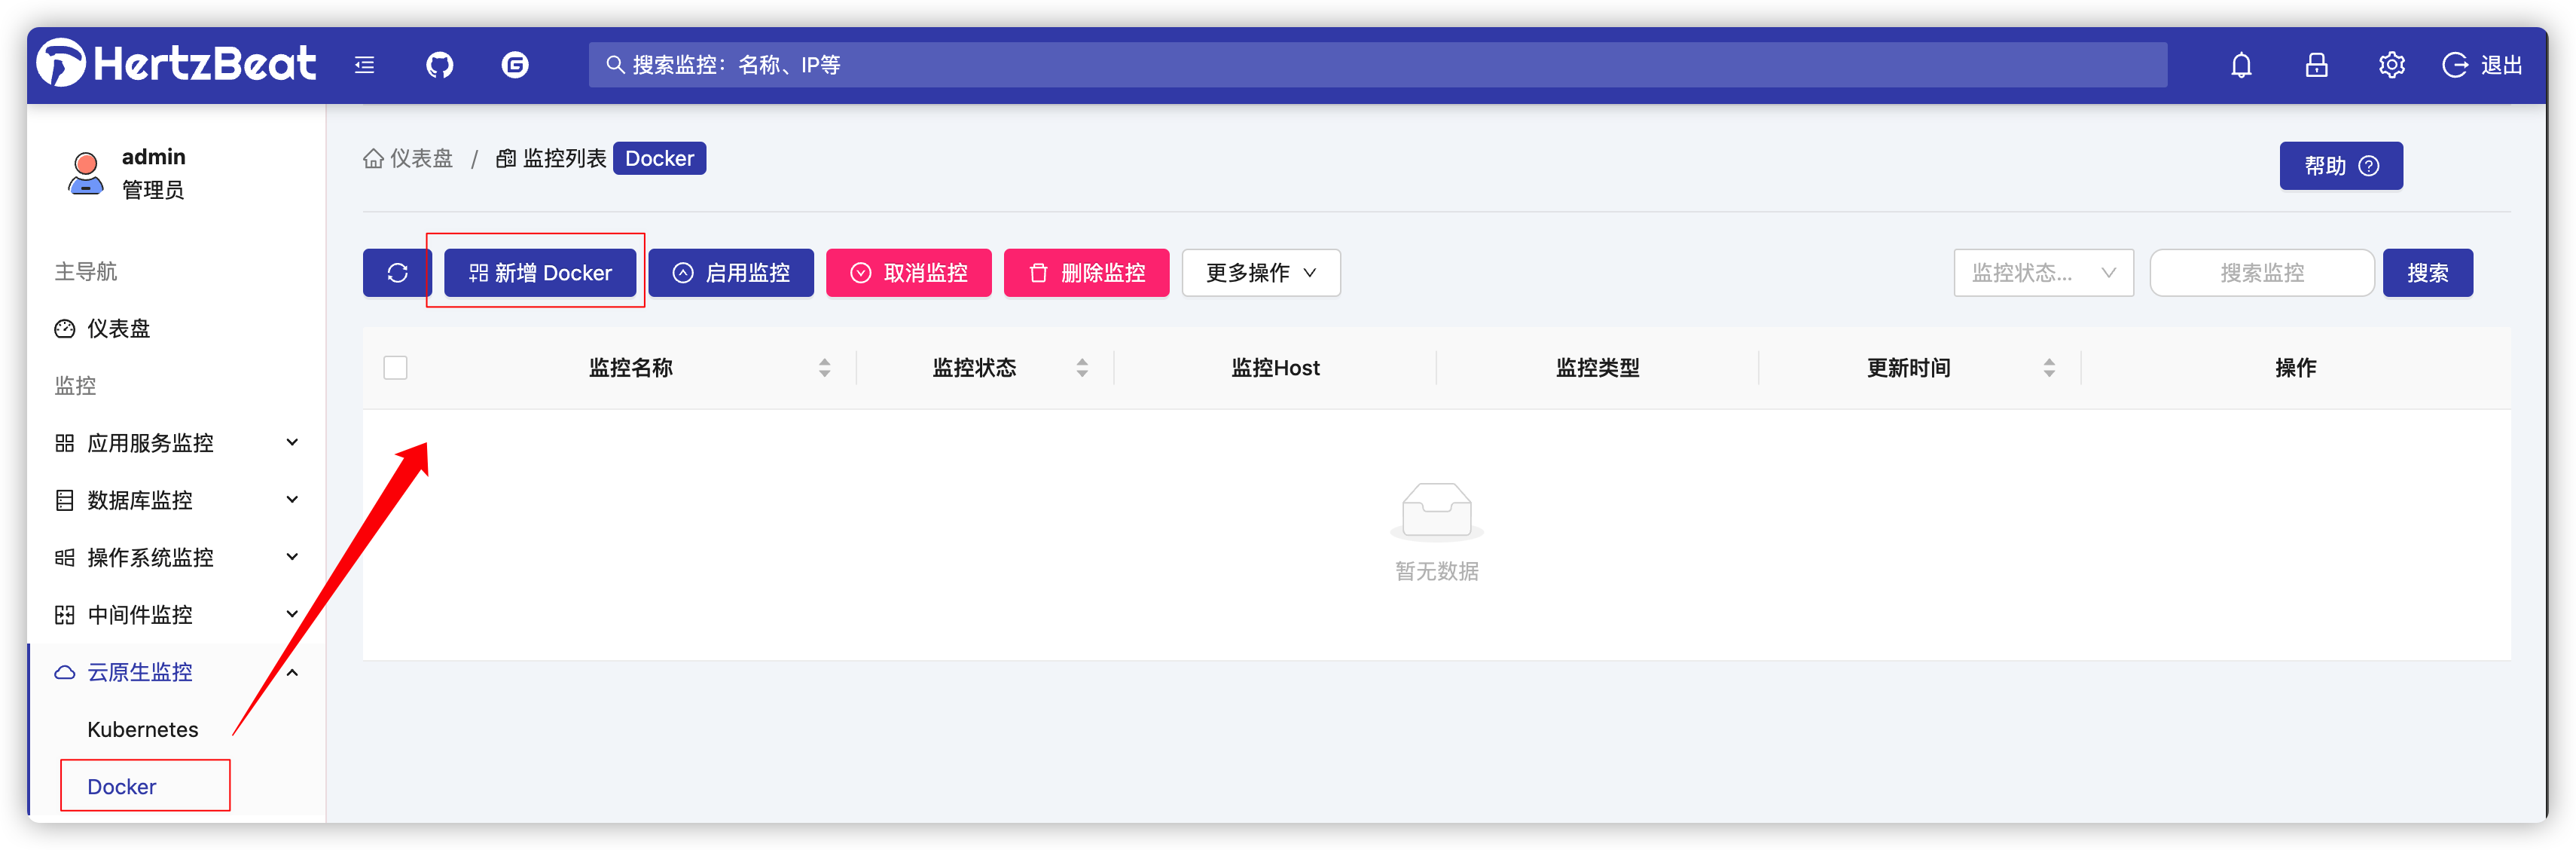 HertzBeat
搜索监控：名称、IP等
退出
admin
管理员
主导航
仪表盘
监控
应用服务监控
数据库监控
操作系统监控
中间件监控
云原生监控
Kubernetes
Docker
仪表盘 / 监控列表 Docker
帮助
新增 Docker 启用监控 取消监控 删除监控 更多操作
监控状态... 搜索监控 搜索
监控名称 监控状态 监控Host 监控类型 更新时间 操作
暂无数据